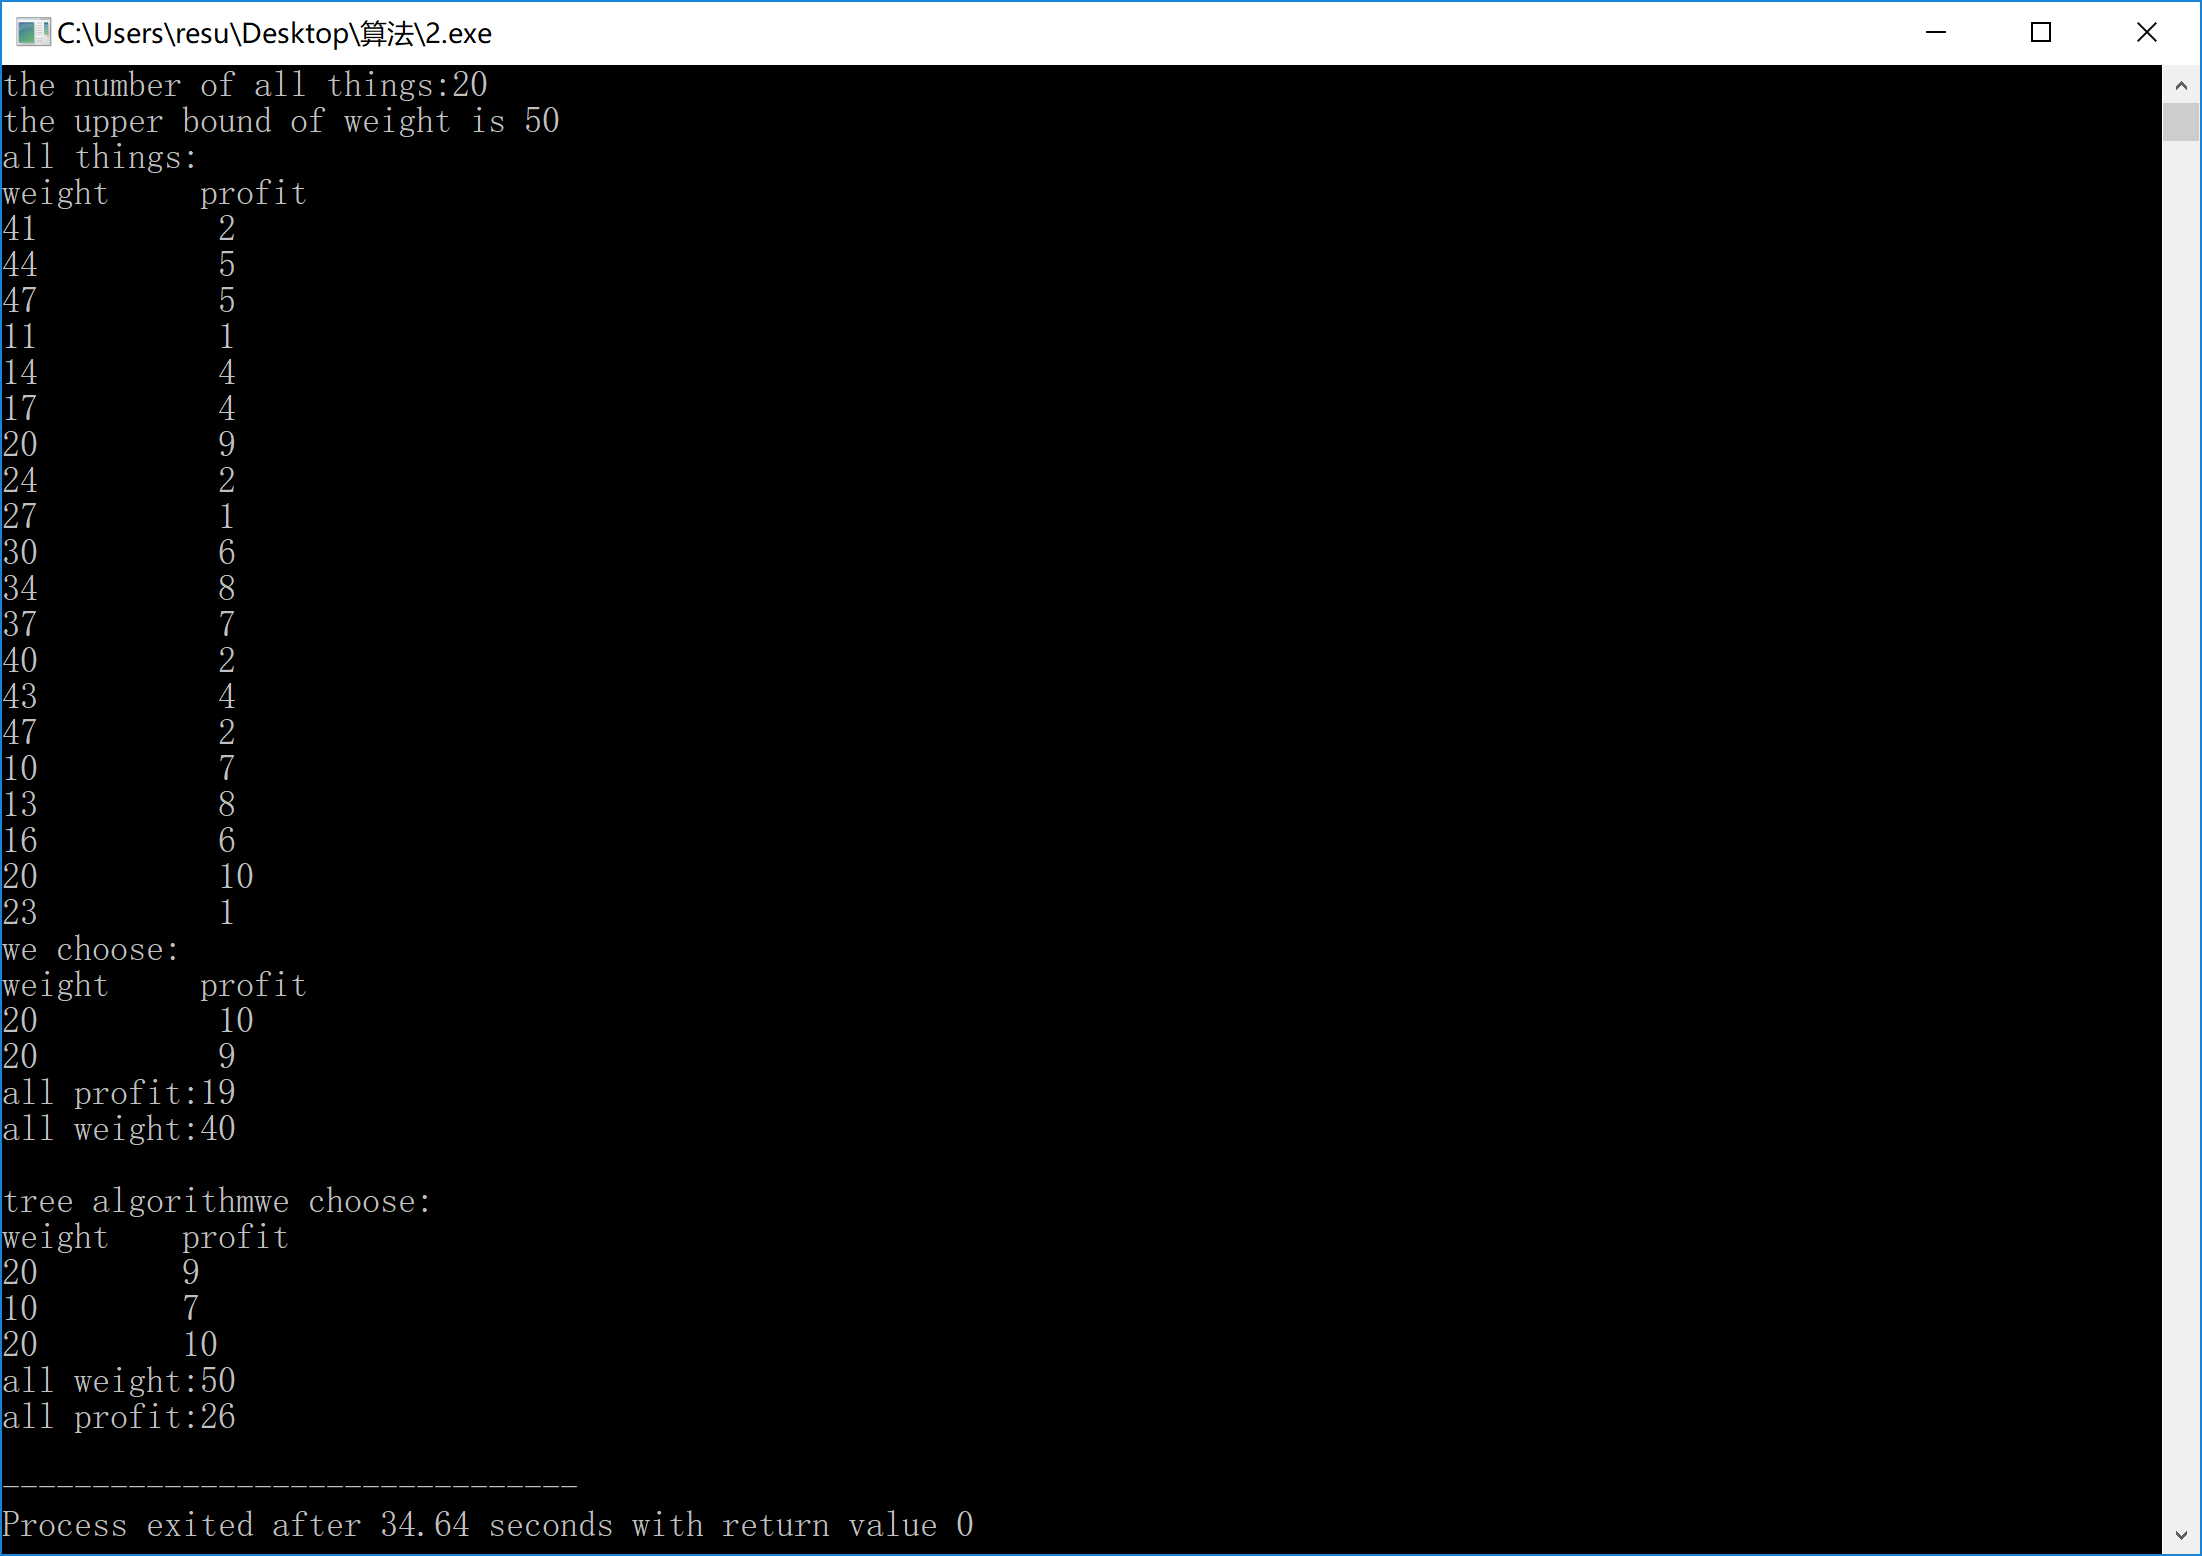 C:\Users\resu\Desktop\算法\2.exe
the number of all things:20
the upper bound of weight is 50
all things:
weight     profit
41          2
44          5
47          5
11          1
14          4
17          4
20          9
24          2
27          1
30          6
34          8
37          7
40          2
43          4
47          2
10          7
13          8
16          6
20          10
23          1
we choose:
weight     profit
20          10
20          9
all profit:19
all weight:40
tree algorithmwe choose:
weight    profit
20        9
10        7
20        10
all weight:50
all profit:26
--------------------------------
Process exited after 34.64 seconds with return value 0